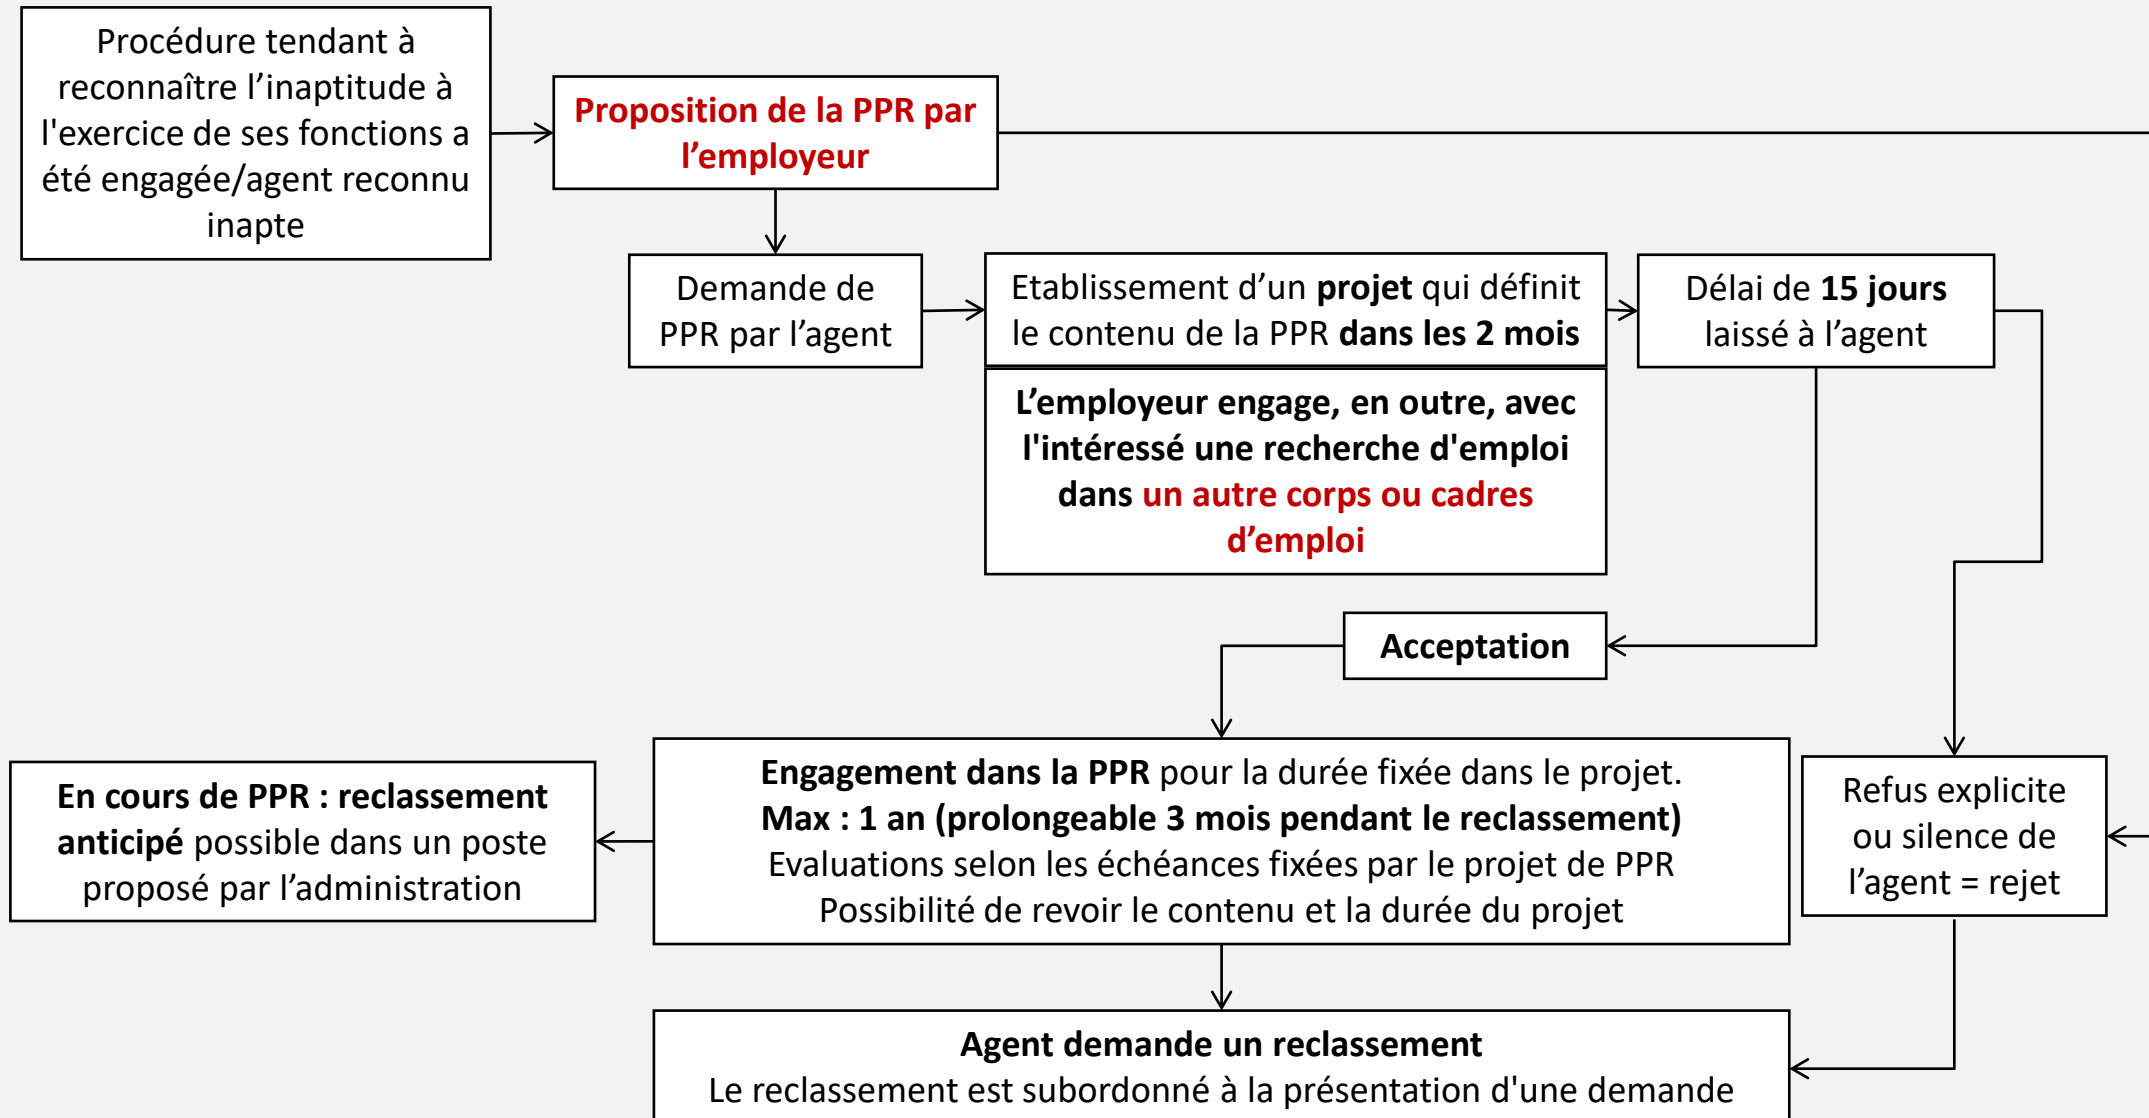 Procédure tendant à
reconnaître l’inaptitude à
l'exercice de ses fonctions a
été engagée/agent reconnu
inapte
Proposition de la PPR par
l’employeur
Demande de
PPR par l’agent
Etablissement d’un projet qui définit
le contenu de la PPR dans les 2 mois
L’employeur engage, en outre, avec
l'intéressé une recherche d'emploi
dans un autre corps ou cadres
d’emploi
Délai de 15 jours
laissé à l’agent
Acceptation
Engagement dans la PPR pour la durée fixée dans le projet.
Max : 1 an (prolongeable 3 mois pendant le reclassement)
Evaluations selon les échéances fixées par le projet de PPR
Possibilité de revoir le contenu et la durée du projet
En cours de PPR : reclassement
anticipé possible dans un poste
proposé par l’administration
Refus explicite
ou silence de
l’agent = rejet
Agent demande un reclassement
Le reclassement est subordonné à la présentation d'une demande